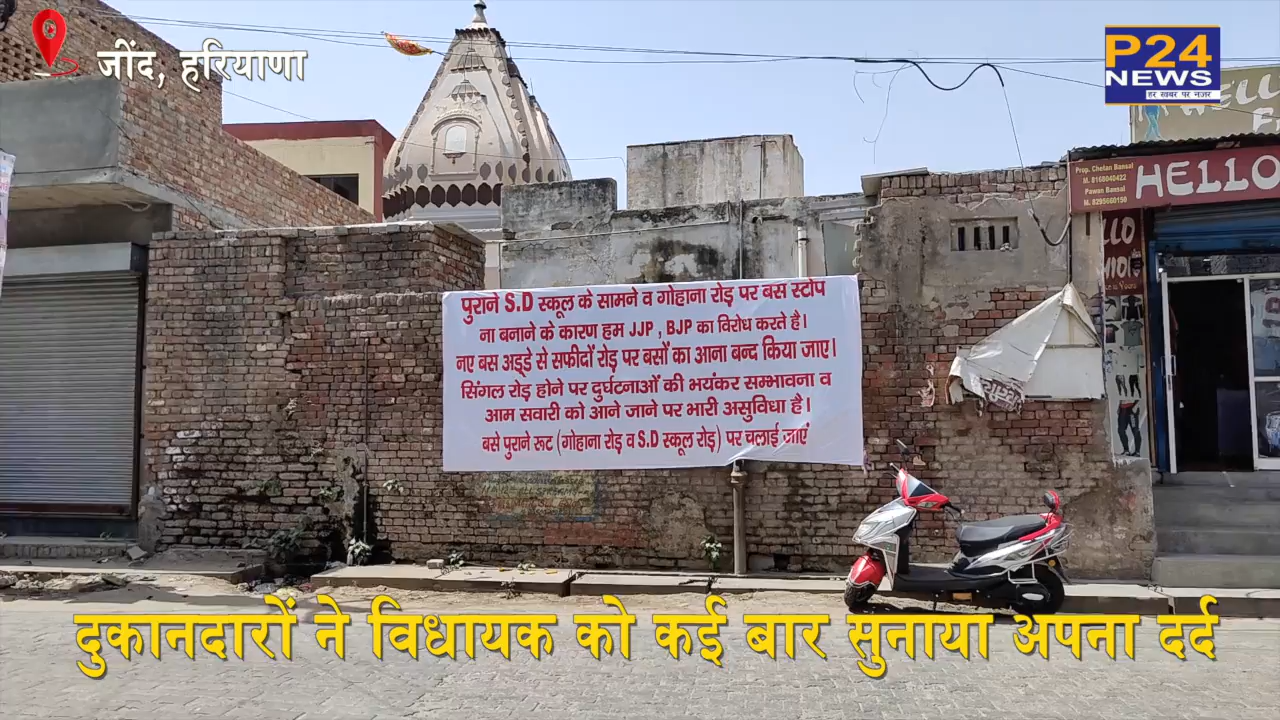 जींद, हरियाणा
P24
NEWS
हर खबर पर नजर
Prop. Chetan Bansal
M. 8168040422
Pawan Bansal
M. 8295660150
HELLO
पुराने S.D स्कूल के सामने व गोहाना रोड़ पर बस स्टोप
ना बनाने के कारण हम JJP , BJP का विरोध करते है।
नए बस अड्डे से सफीदों रोड़ पर बसों का आना बन्द किया जाए।
सिंगल रोड़ होने पर दुर्घटनाओं की भयंकर सम्भावना व
आम सवारी को आने जाने पर भारी असुविधा है।
बसे पुराने रूट (गोहाना रोड़ व S.D स्कूल रोड़) पर चलाई जाएं
दुकानदारों ने विधायक को कई बार सुनाया अपना दर्द